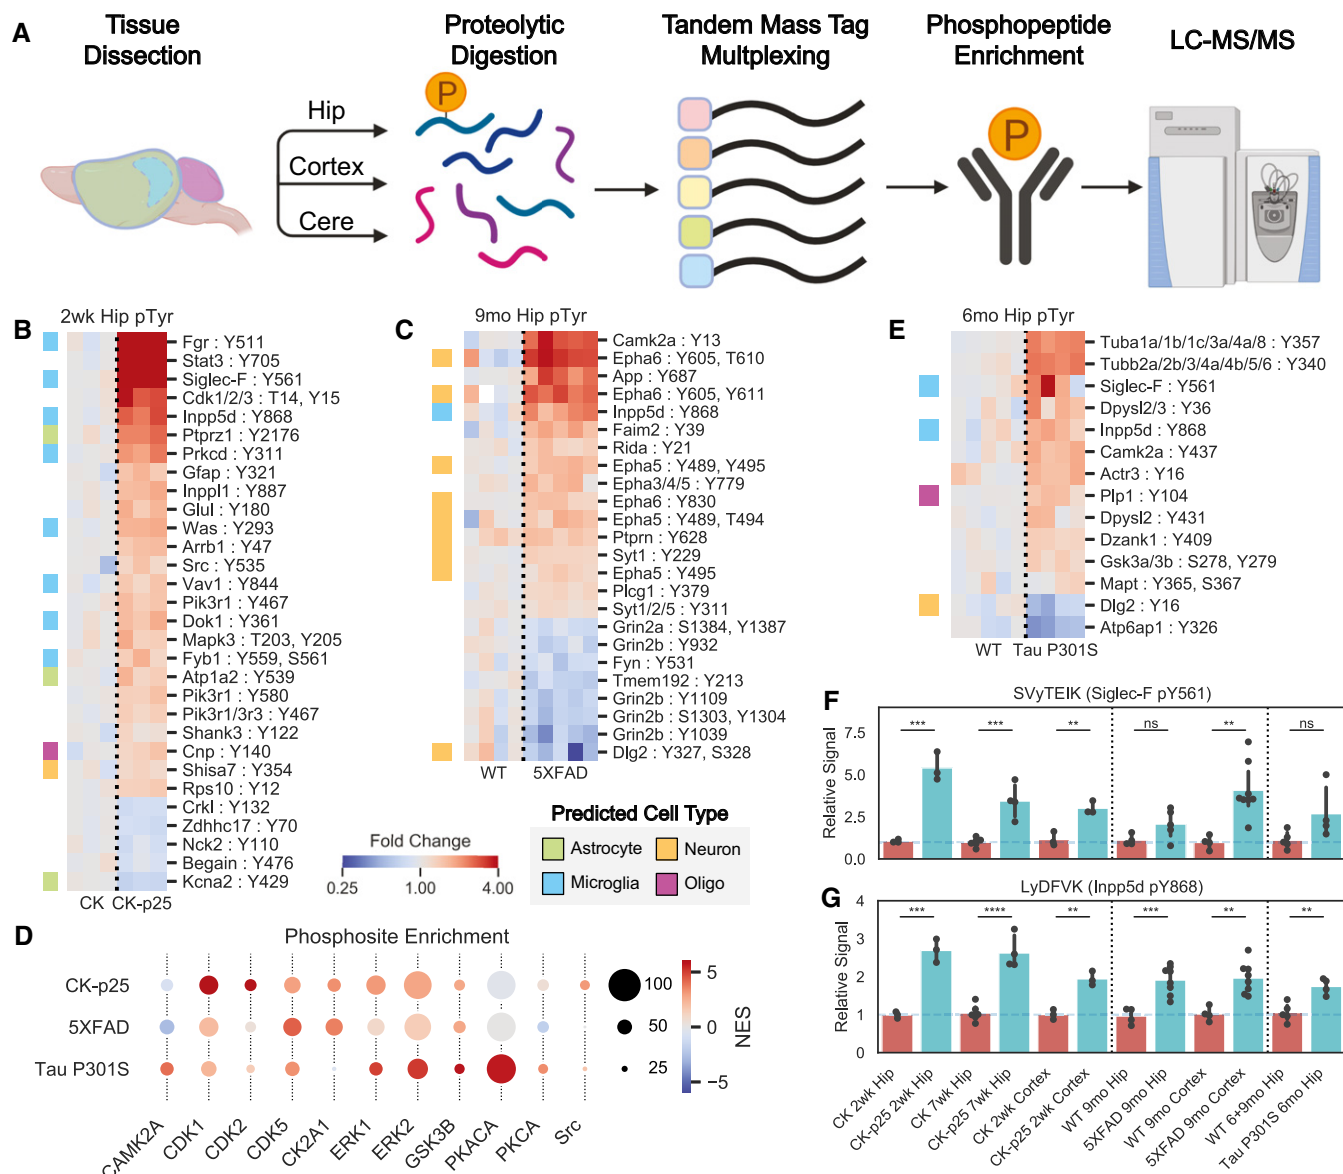 A
Tissue
Dissection
Proteolytic
Digestion
Tandem Mass Tag
Multplexing
Phosphopeptide
Enrichment
LC-MS/MS
Hip
Cortex
Cere
P
P
B
2wk Hip pTyr
Fgr : Y511
Stat3 : Y705
Siglec-F : Y561
Cdk1/2/3 : T14, Y15
Inpp5d : Y868
Ptprz1 : Y2176
Prkcd : Y311
Gfap : Y321
Inppl1 : Y887
Glul : Y180
Was : Y293
Arrb1 : Y47
Src : Y535
Vav1 : Y844
Pik3r1 : Y467
Dok1 : Y361
Mapk3 : T203, Y205
Fyb1 : Y559, S561
Atp1a2 : Y539
Pik3r1 : Y580
Pik3r1/3r3 : Y467
Shank3 : Y122
Cnp : Y140
Shisa7 : Y354
Rps10 : Y12
Crkl : Y132
Zdhhc17 : Y70
Nck2 : Y110
Begain : Y476
Kcna2 : Y429
CK CK-p25
C
9mo Hip pTyr
Camk2a : Y13
Epha6 : Y605, T610
App : Y687
Epha6 : Y605, Y611
Inpp5d : Y868
Faim2 : Y39
Rida : Y21
Epha5 : Y489, Y495
Epha3/4/5 : Y779
Epha6 : Y830
Epha5 : Y489, T494
Ptprn : Y628
Syt1 : Y229
Epha5 : Y495
Plcg1 : Y379
Syt1/2/5 : Y311
Grin2a : S1384, Y1387
Grin2b : Y932
Fyn : Y531
Tmem192 : Y213
Grin2b : Y1109
Grin2b : S1303, Y1304
Grin2b : Y1039
Dlg2 : Y327, S328
WT 5XFAD
Fold Change
0.25 1.00 4.00
Predicted Cell Type
Astrocyte Neuron
Microglia Oligo
E
6mo Hip pTyr
Tuba1a/1b/1c/3a/4a/8 : Y357
Tubb2a/2b/3/4a/4b/5/6 : Y340
Siglec-F : Y561
Dpysl2/3 : Y36
Inpp5d : Y868
Camk2a : Y437
Actr3 : Y16
Plp1 : Y104
Dpysl2 : Y431
Dzank1 : Y409
Gsk3a/3b : S278, Y279
Mapt : Y365, S367
Dlg2 : Y16
Atp6ap1 : Y326
WT Tau P301S
D
Phosphosite Enrichment
CK-p25
5XFAD
Tau P301S
CAMK2A
CDK1
CDK2
CDK5
CK2A1
ERK1
ERK2
GSK3B
PKACA
PKCA
Src
100
50
25
5
0
−5
NES
F
SVyTEIK (Siglec-F pY561)
Relative Signal
7.5
5.0
2.5
0.0
*** *** ** ns ** ns
G
LyDFVK (Inpp5d pY868)
Relative Signal
4
3
2
1
0
*** **** ** *** ** **
CK 2wk Hip
CK-p25 2wk Hip
CK 7wk Hip
CK-p25 7wk Hip
CK 2wk Cortex
CK-p25 2wk Cortex
WT 9mo Hip
5XFAD 9mo Hip
WT 9mo Cortex
5XFAD 9mo Cortex
WT 6+9mo Hip
Tau P301S 6mo Hip